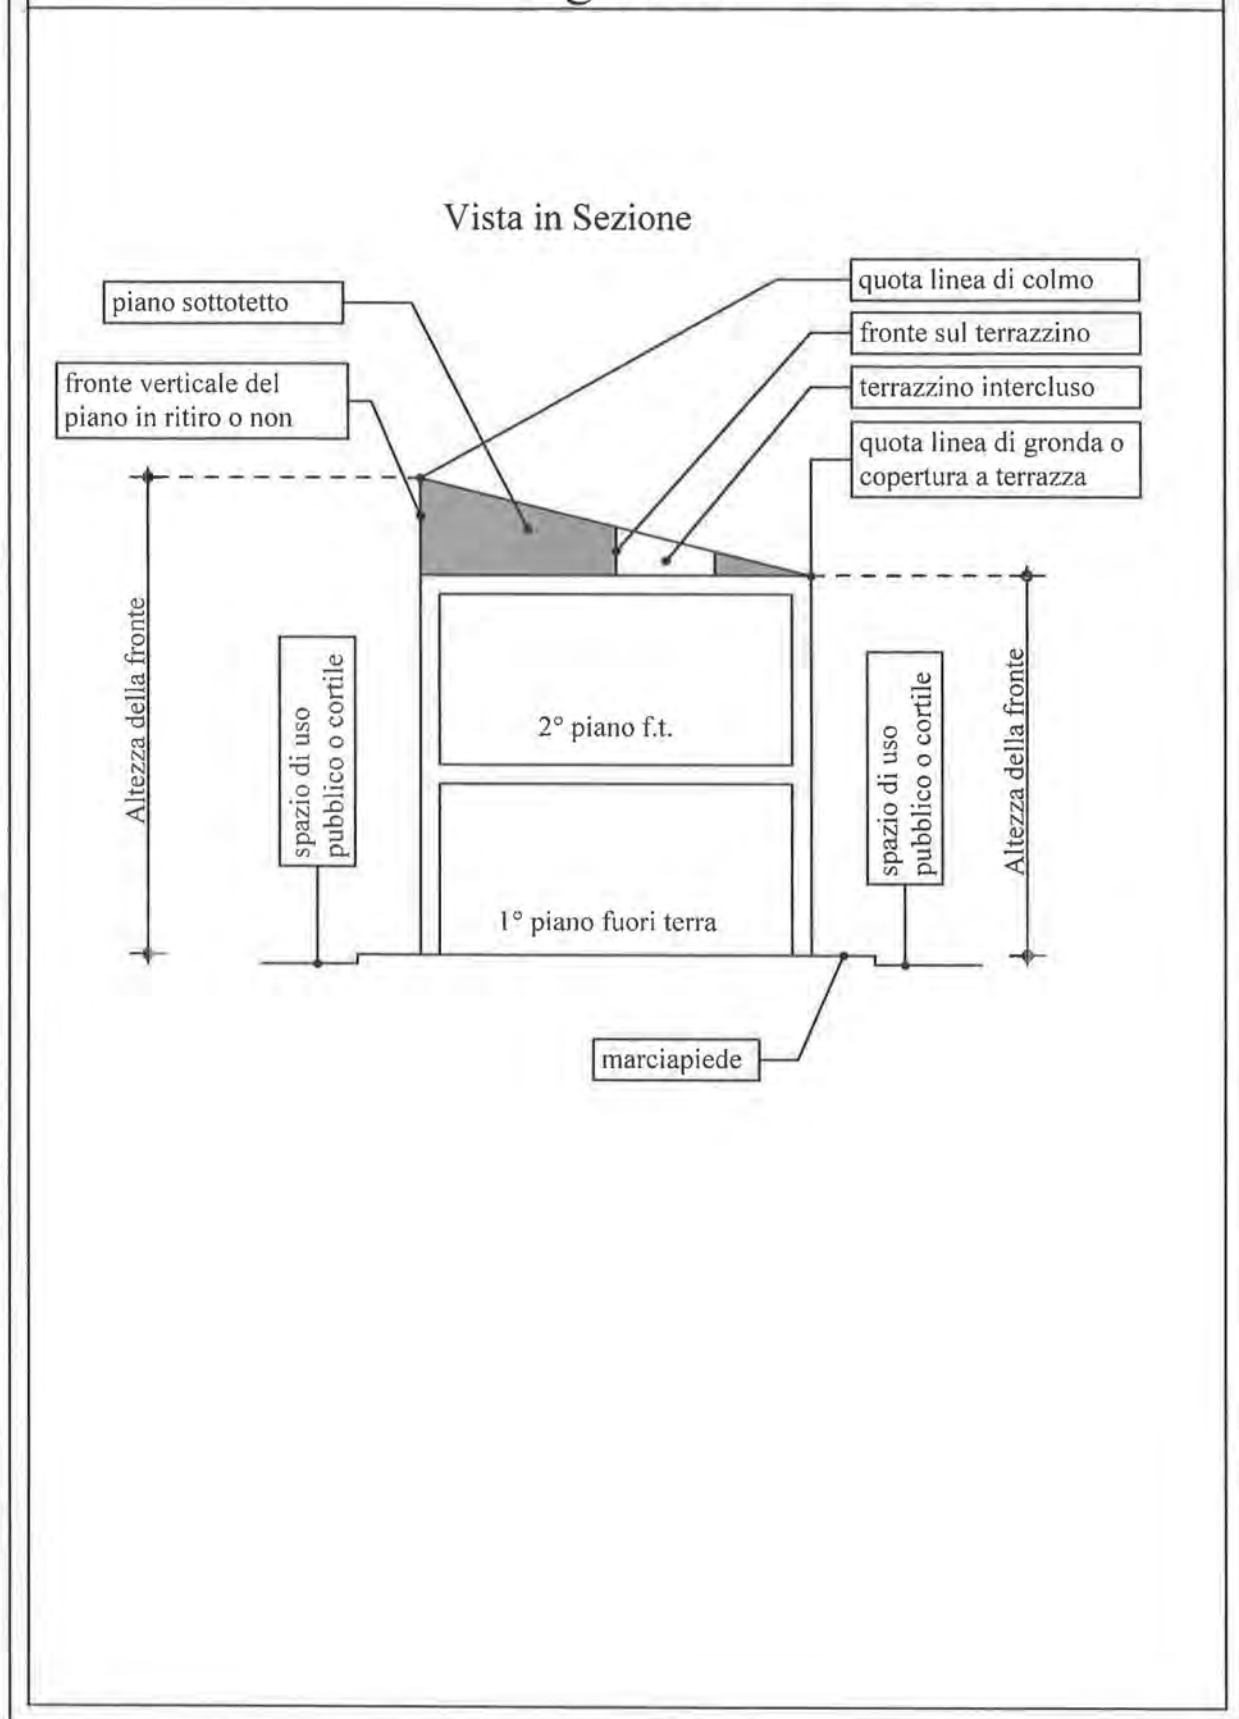 Vista in Sezione
quota linea di colmo
piano sottotetto
fronte sul terrazzino
fronte verticale del
piano in ritiro o non
terrazzino intercluso
quota linea di gronda o
copertura a terrazza
Altezza della fronte
spazio di uso
pubblico o cortile
2° piano f.t.
spazio di uso
pubblico o cortile
Altezza della fronte
1° piano fuori terra
marciapiede